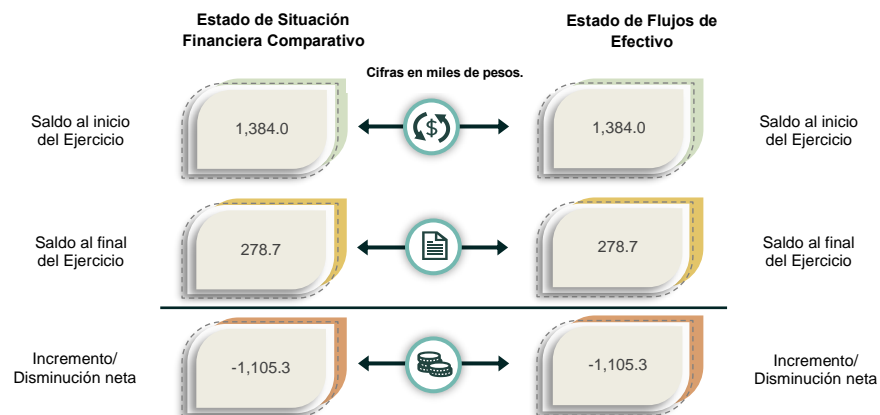 Estado de Situación
Financiera Comparativo
Estado de Flujos de
Efectivo
Cifras en miles de pesos.
Saldo al inicio
del Ejercicio
1,384.0
$
1,384.0
Saldo al inicio
del Ejercicio
Saldo al final
del Ejercicio
278.7
278.7
Saldo al final
del Ejercicio
Incremento/
Disminución neta
-1,105.3
-1,105.3
Incremento/
Disminución neta